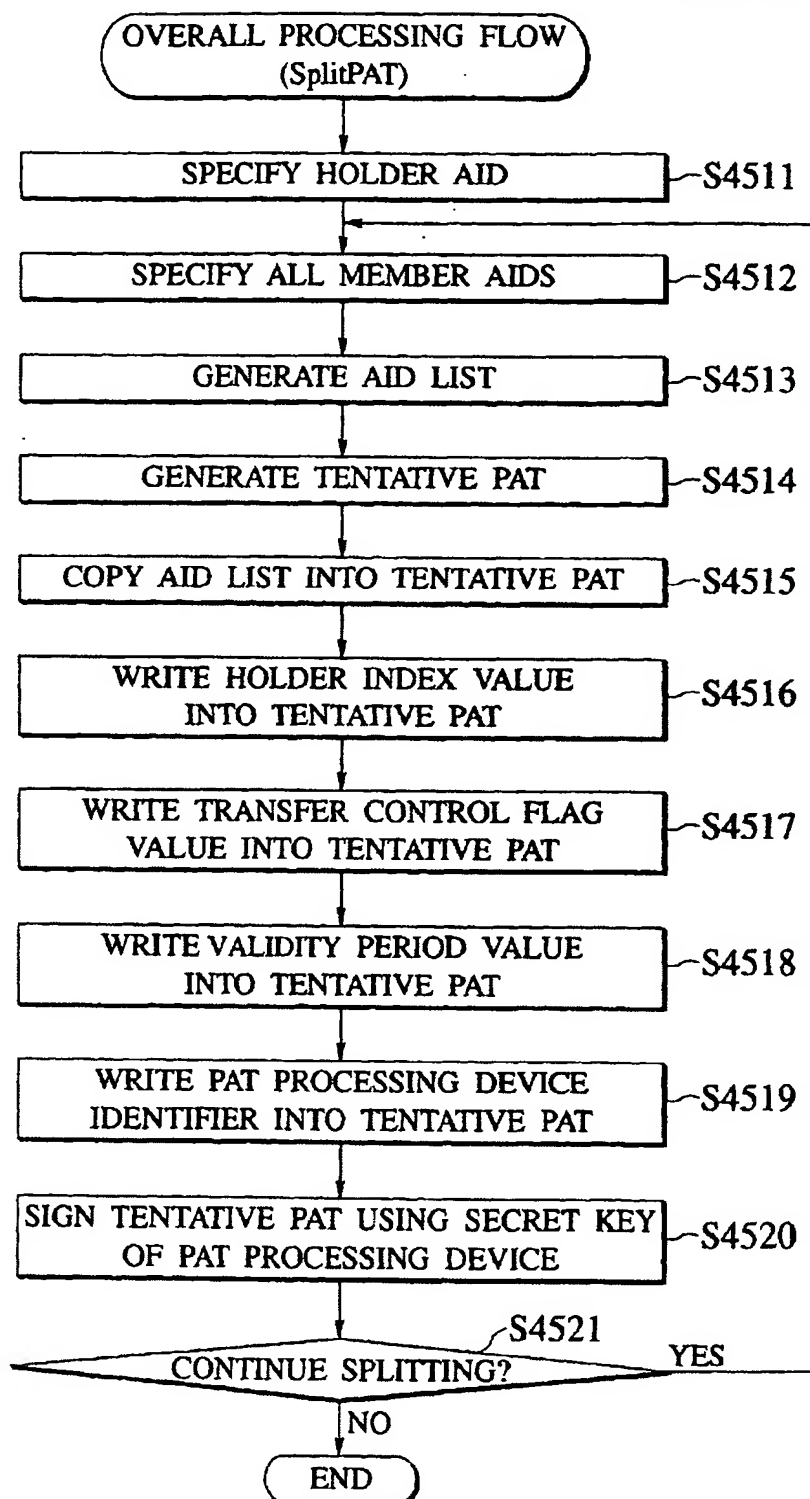 OVERALL PROCESSING FLOW
(SplitPAT)
SPECIFY HOLDER AID
S4511
SPECIFY ALL MEMBER AIDS
S4512
GENERATE AID LIST
S4513
GENERATE TENTATIVE PAT
S4514
COPY AID LIST INTO TENTATIVE PAT
S4515
WRITE HOLDER INDEX VALUE
INTO TENTATIVE PAT
S4516
WRITE TRANSFER CONTROL FLAG
VALUE INTO TENTATIVE PAT
S4517
WRITE VALIDITY PERIOD VALUE
INTO TENTATIVE PAT
S4518
WRITE PAT PROCESSING DEVICE
IDENTIFIER INTO TENTATIVE PAT
S4519
SIGN TENTATIVE PAT USING SECRET KEY
OF PAT PROCESSING DEVICE
S4520
S4521
CONTINUE SPLITTING?
YES
NO
END